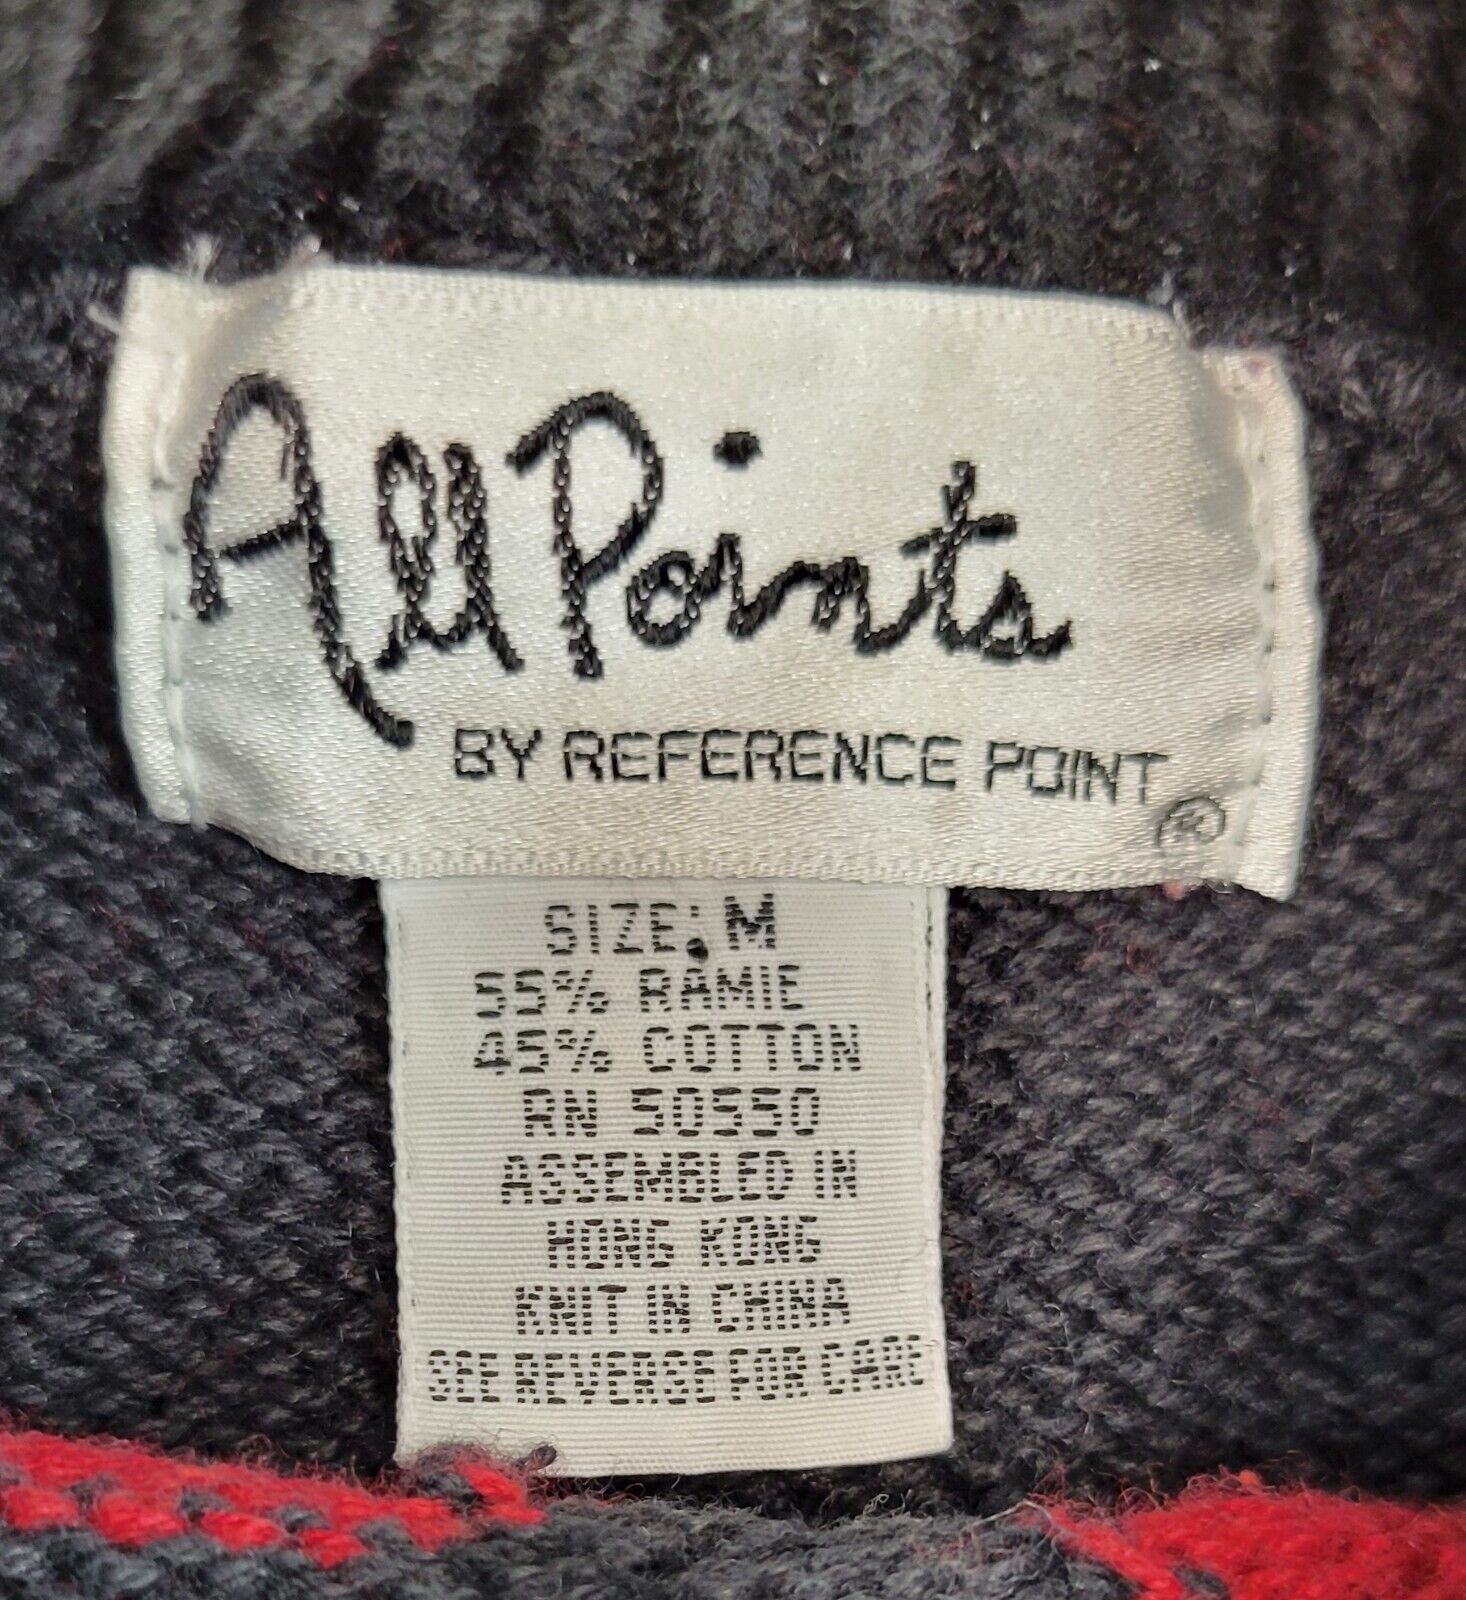 All Points
BY REFERENCE POINT ®
SIZE: M
55% RAMIE
45% COTTON
RN 50550
ASSEMBLED IN
HONG KONG
KNIT IN CHINA
SEE REVERSE FOR CARE